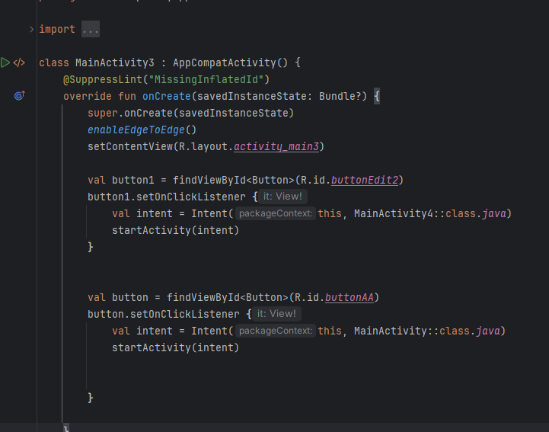 import ...
class MainActivity3 : AppCompatActivity() {
@SuppressLint("MissingInflatedId")
override fun onCreate(savedInstanceState: Bundle?) {
super.onCreate(savedInstanceState)
enableEdgeToEdge()
setContentView(R.layout.activity_main3)
val button1 = findViewById<Button>(R.id.buttonEdit2)
button1.setOnClickListener { it: View!
val intent = Intent( packageContext: this, MainActivity4::class.java)
startActivity(intent)
}
val button = findViewById<Button>(R.id.buttonAA)
button.setOnClickListener { it: View!
val intent = Intent( packageContext: this, MainActivity::class.java)
startActivity(intent)
}
}